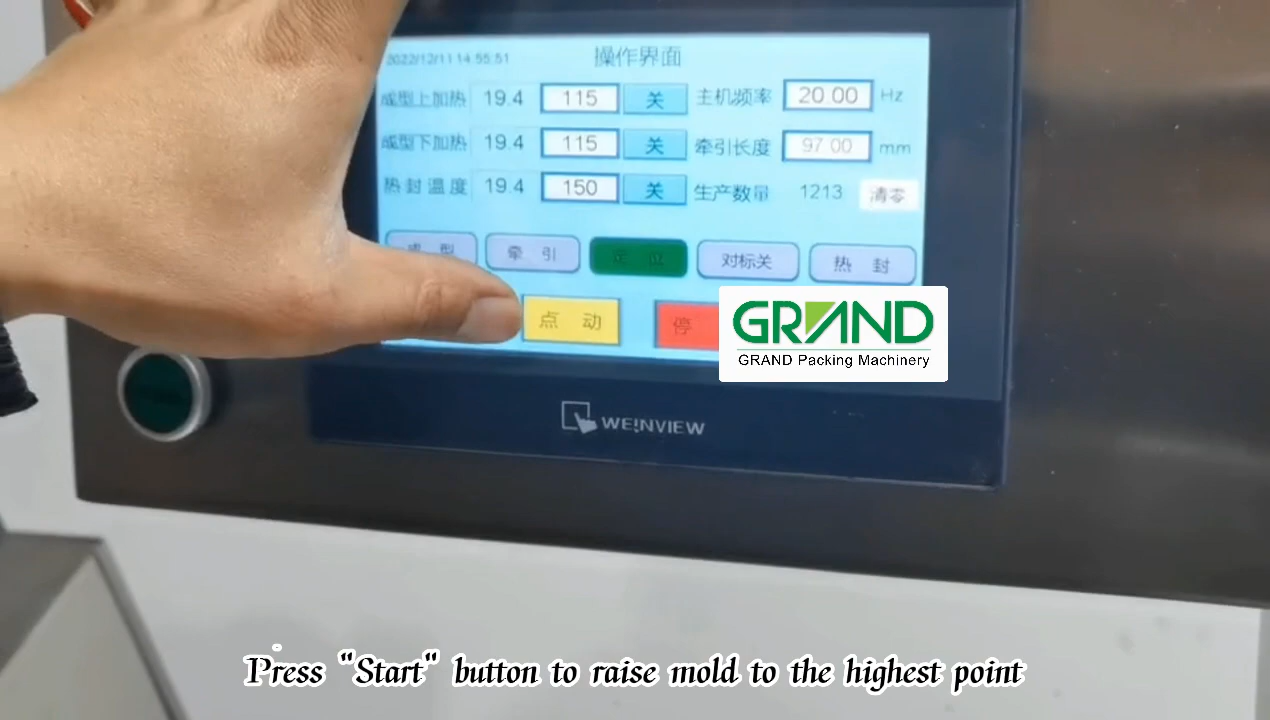 2022/12/11 14:55:51 操作界面
成型上加热 19.4 115 关 主机频率 20.00 Hz
成型下加热 19.4 115 关 牵引长度 97.00 mm
热封温度 19.4 150 关 生产数量 1213 清零
成 型 牵 引 定 位 对标关 热 封
点 动 停
GRAND
GRAND Packing Machinery
WEINVIEW
Press "Start" button to raise mold to the highest point